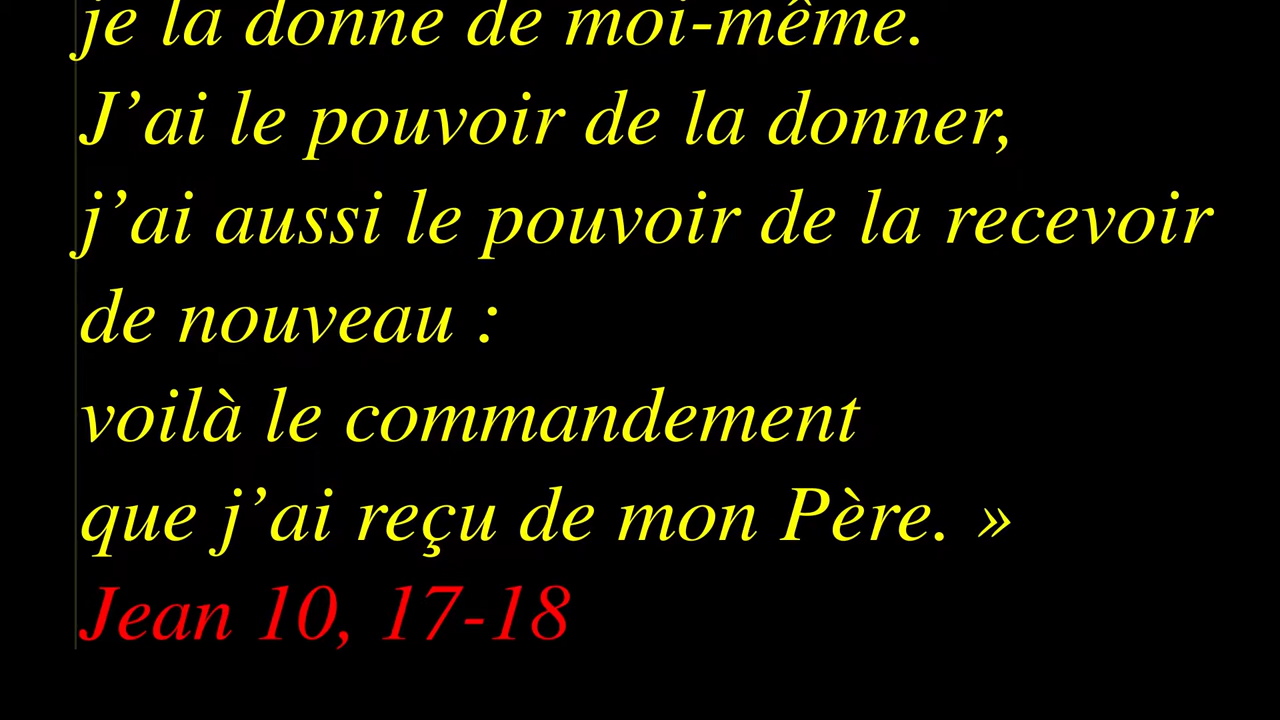 je la donne de moi-même.
J’ai le pouvoir de la donner,
j’ai aussi le pouvoir de la recevoir
de nouveau :
voilà le commandement
que j’ai reçu de mon Père. »
Jean 10, 17-18